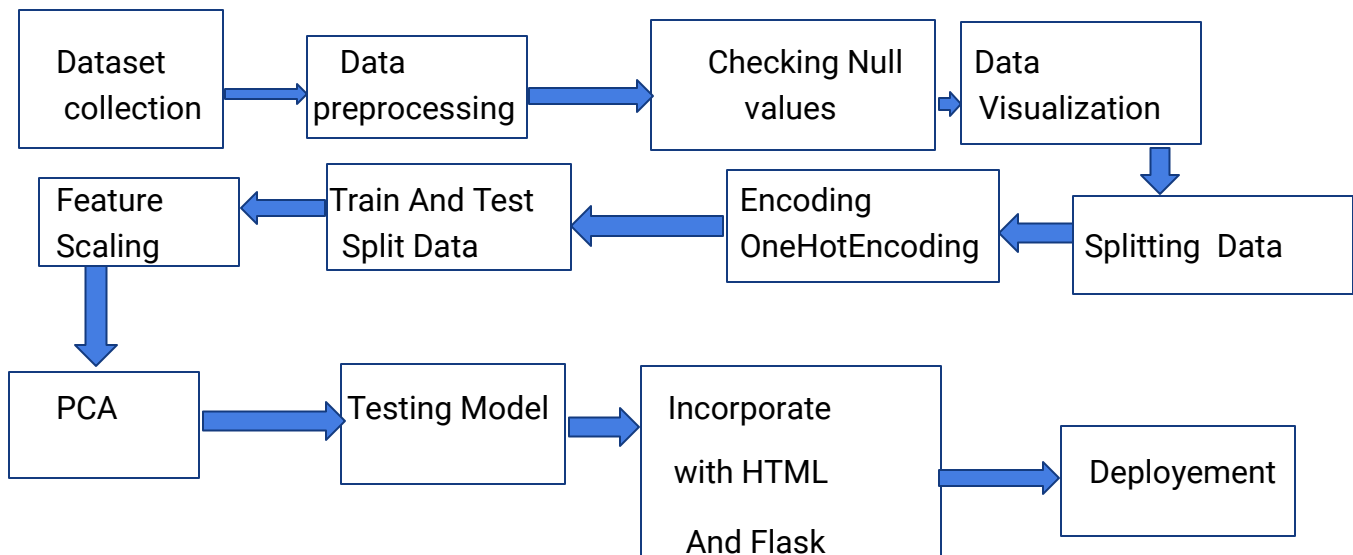 Dataset
collection
Data
preprocessing
Checking Null
values
Data
Visualization
Splitting Data
Encoding
OneHotEncoding
Train And Test
Split Data
Feature
Scaling
PCA
Testing Model
Incorporate
with HTML
And Flask
Deployement